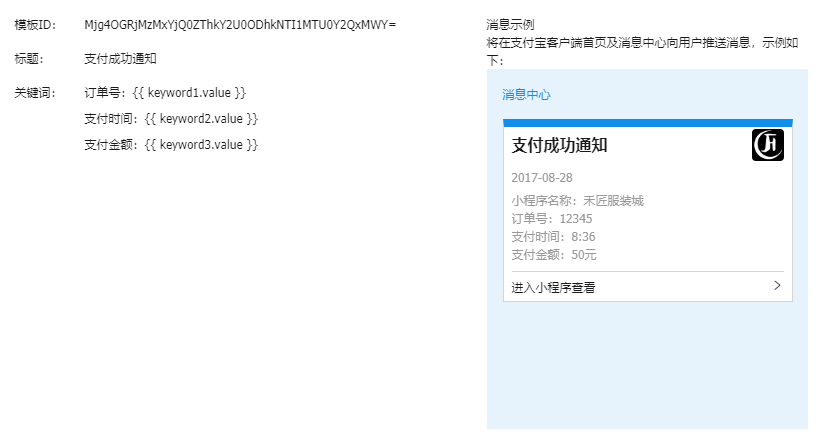 模板ID： Mjg4OGRjMzMxYjQ0ZThkY2U0ODhkNTI1MTU0Y2QxMWY=
标题： 支付成功通知
关键词： 订单号：{{ keyword1.value }}
支付时间：{{ keyword2.value }}
支付金额：{{ keyword3.value }}
消息示例
将在支付宝客户端首页及消息中心向用户推送消息，示例如
下：
消息中心
支付成功通知
2017-08-28
小程序名称：禾匠服装城
订单号：12345
支付时间：8:36
支付金额：50元
进入小程序查看